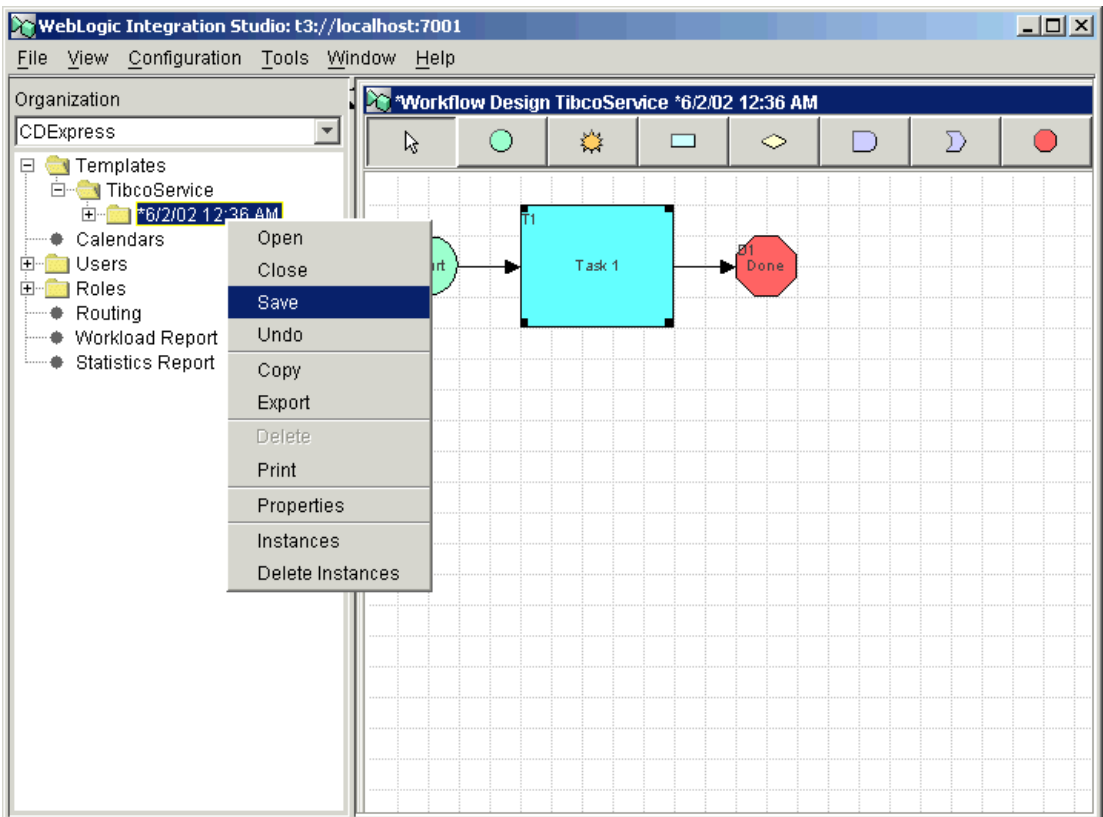 WebLogic Integration Studio: t3://localhost:7001
File View Configuration Tools Window Help
Organization
CDExpress
Templates
TibcoService
*6/2/02 12:36 AM
Calendars
Users
Roles
Routing
Workload Report
Statistics Report
Open
Close
Save
Undo
Copy
Export
Delete
Print
Properties
Instances
Delete Instances
*Workflow Design TibcoService *6/2/02 12:36 AM
rt
T1
Task 1
D1
Done